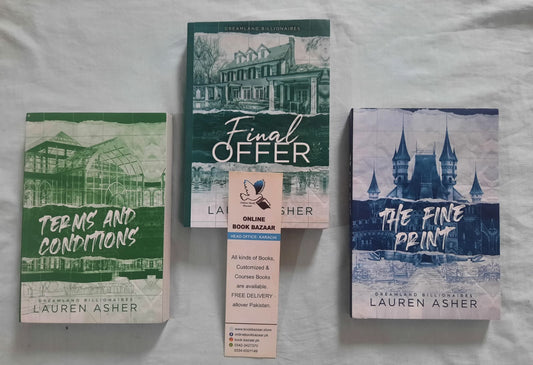 DREAMLAND BILLIONAIRES
Final
OFFER
LAUREN ASHER
ONLINE
BOOK BAZAAR
HEAD OFFICE: KARACHI
All kinds of Books,
Customized &
Courses Books
are available.
FREE DELIVERY
allover Pakistan.
TERMS AND
CONDITIONS
DREAMLAND BILLIONAIRES
LAUREN ASHER
THE FINE
PRINT
DREAMLAND BILLIONAIRES
LAUREN ASHER